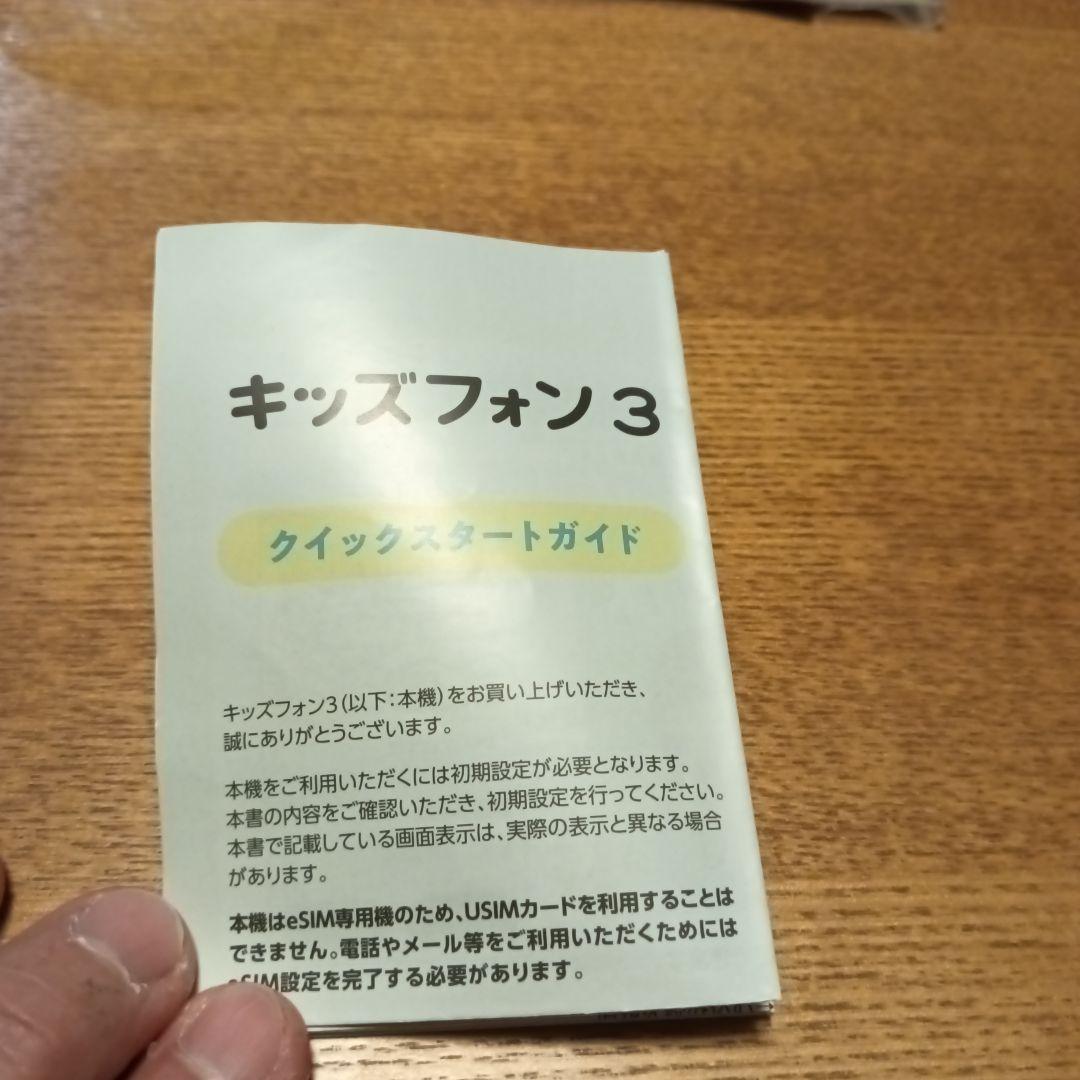 キッズフォン3
クイックスタートガイド
キッズフォン3（以下：本機）をお買い上げいただき、
誠にありがとうございます。
本機をご利用いただくには初期設定が必要となります。
本書の内容をご確認いただき、初期設定を行ってください。
本書で記載している画面表示は、実際の表示と異なる場合
があります。
本機はeSIM専用機のため、USIMカードを利用することは
できません。電話やメール等をご利用いただくためには
eSIM設定を完了する必要があります。